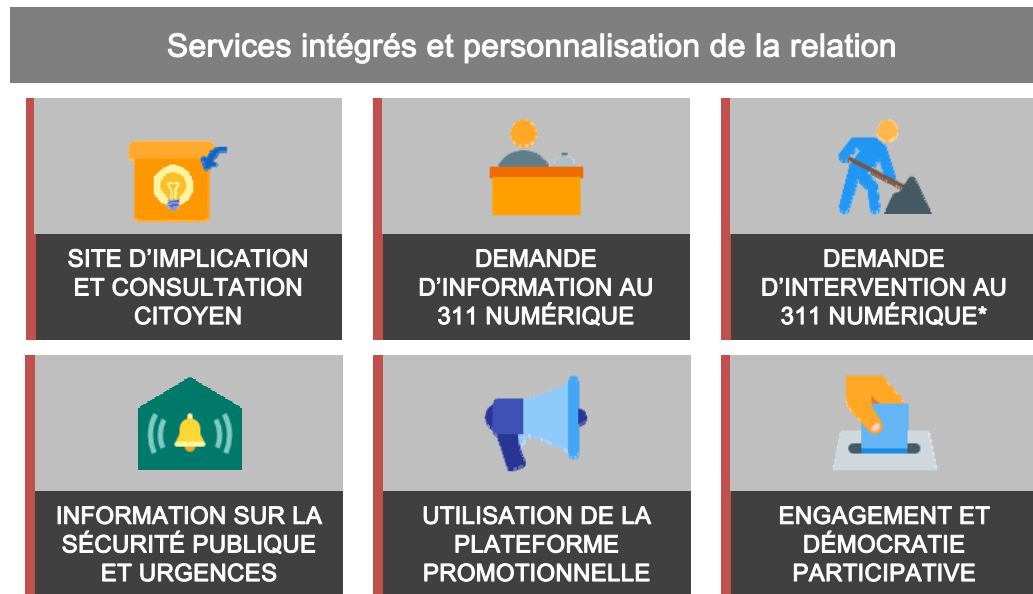 Services intégrés et personnalisation de la relation
SITE D’IMPLICATION
ET CONSULTATION
CITOYEN
DEMANDE
D’INFORMATION AU
311 NUMÉRIQUE
DEMANDE
D’INTERVENTION AU
311 NUMÉRIQUE*
INFORMATION SUR LA
SÉCURITÉ PUBLIQUE
ET URGENCES
UTILISATION DE LA
PLATEFORME
PROMOTIONNELLE
ENGAGEMENT ET
DÉMOCRATIE
PARTICIPATIVE